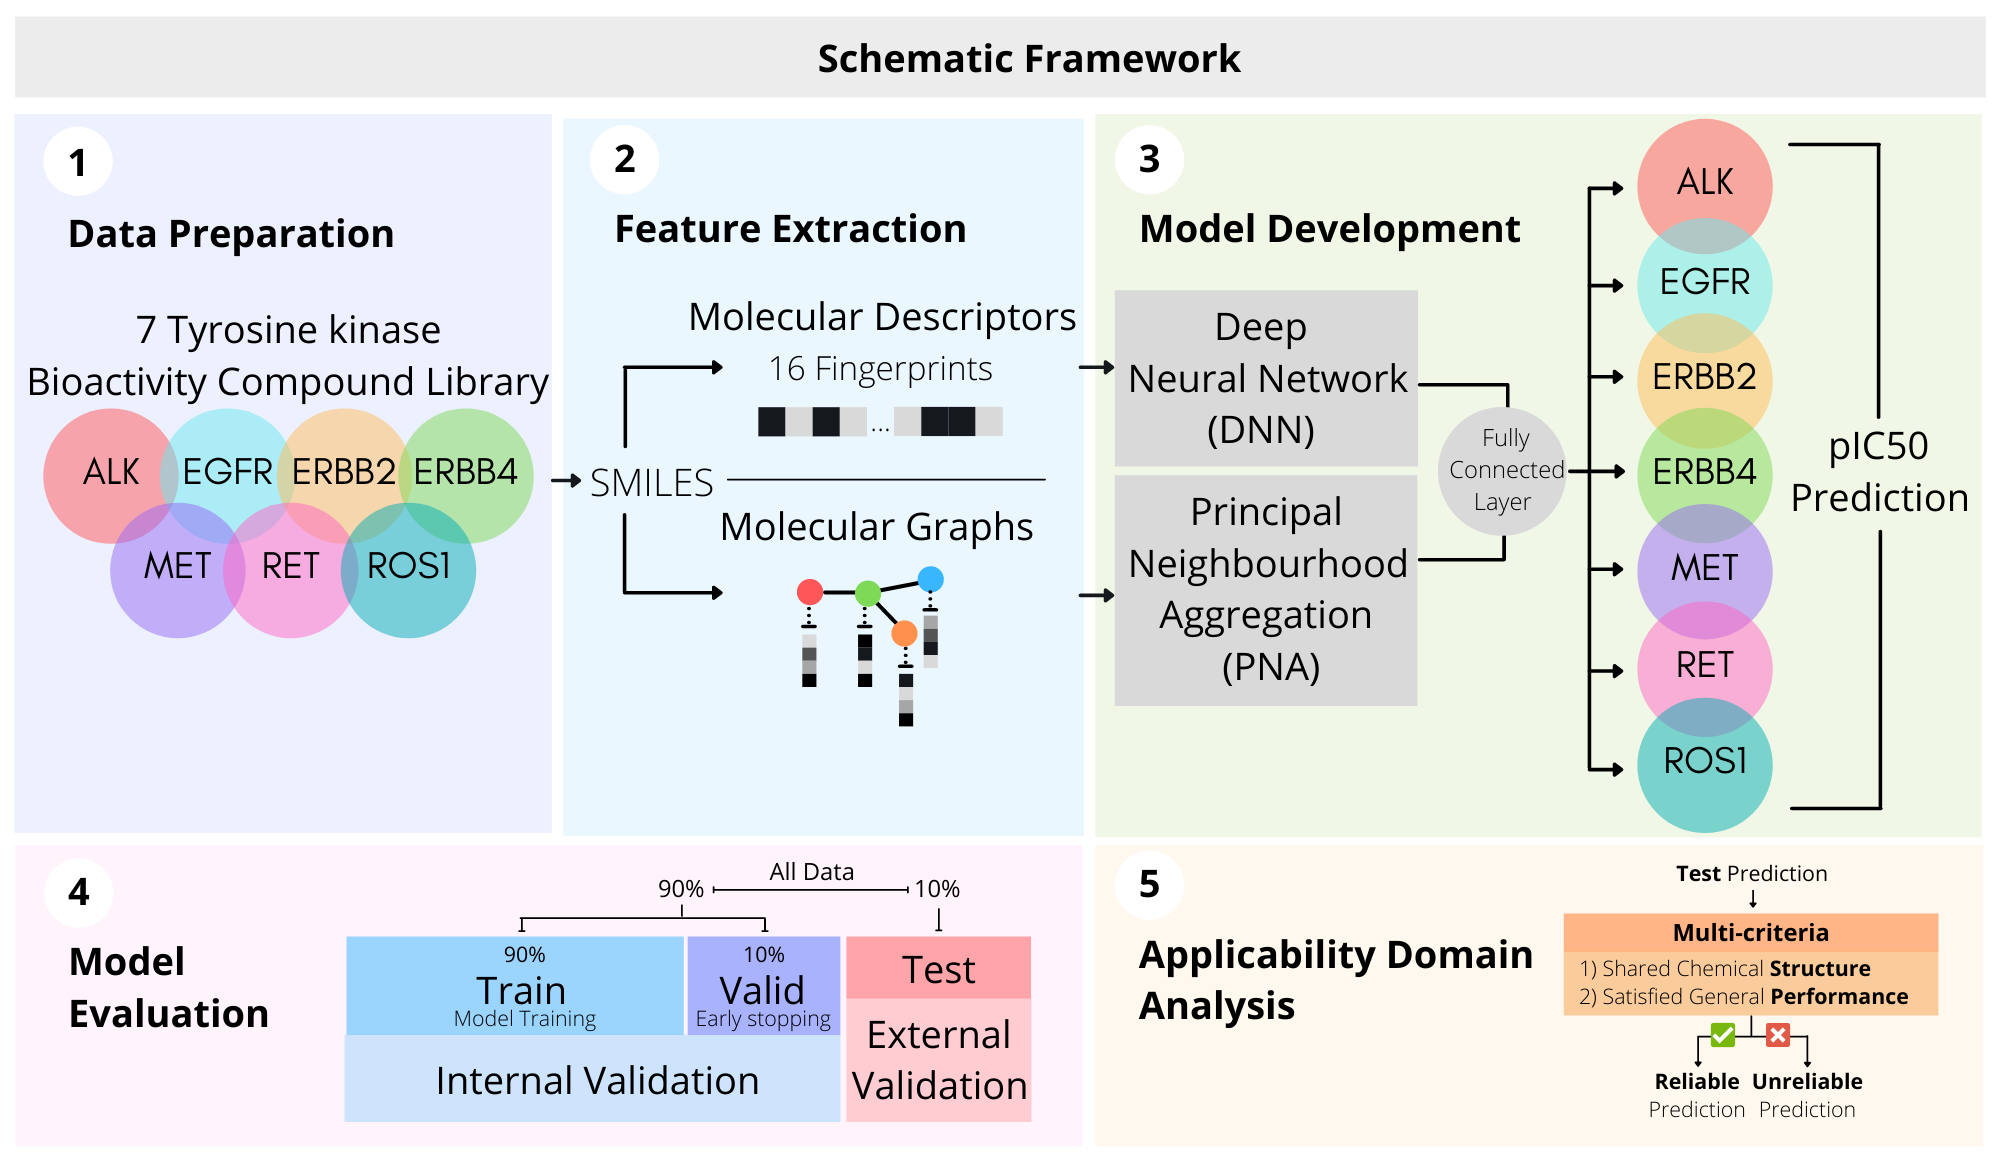 Schematic Framework
1
Data Preparation
7 Tyrosine kinase
Bioactivity Compound Library
ALK
EGFR
ERBB2
ERBB4
MET
RET
ROS1
2
Feature Extraction
Molecular Descriptors
16 Fingerprints
...
SMILES
Molecular Graphs
3
Model Development
Deep
Neural Network
(DNN)
Principal
Neighbourhood
Aggregation
(PNA)
Fully
Connected
Layer
ALK
EGFR
ERBB2
ERBB4
MET
RET
ROS1
pIC50
Prediction
4
Model
Evaluation
All Data
90%
10%
90%
Train
Model Training
10%
Valid
Early stopping
Internal Validation
Test
External
Validation
5
Applicability Domain
Analysis
Test Prediction
Multi-criteria
1) Shared Chemical Structure
2) Satisfied General Performance
Reliable
Prediction
Unreliable
Prediction